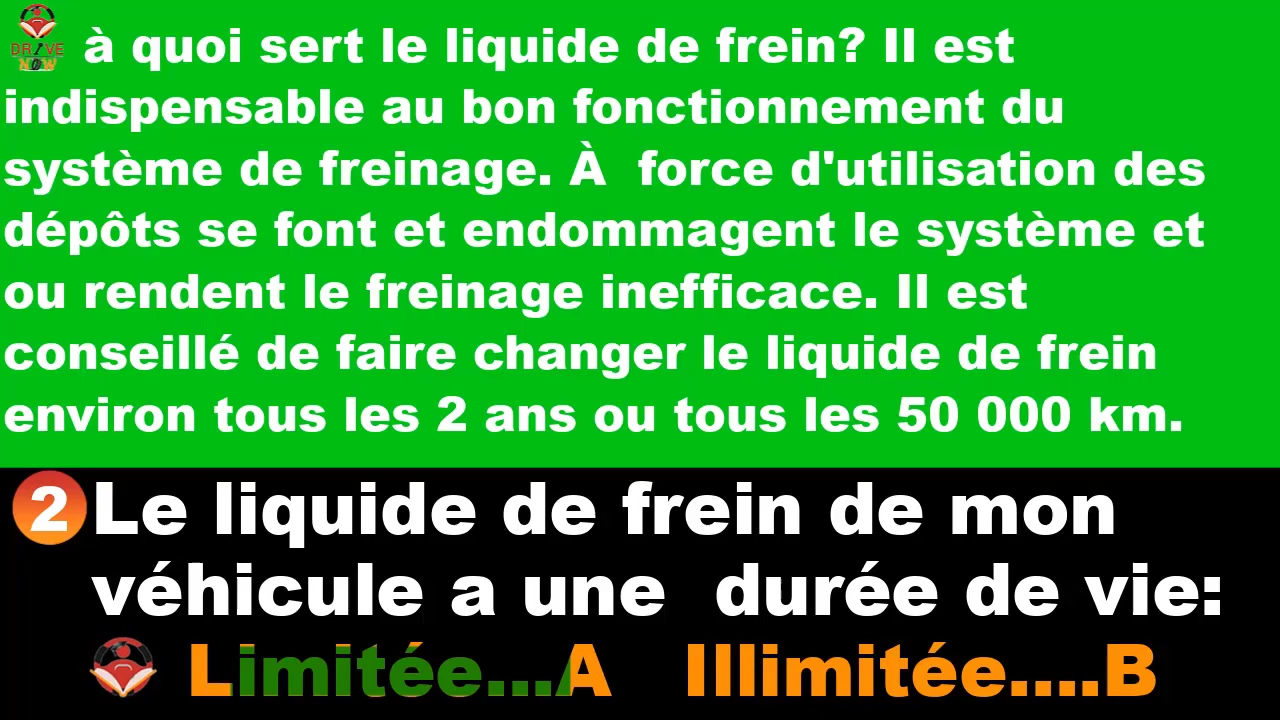 DRIVE
NOW
à quoi sert le liquide de frein? Il est
indispensable au bon fonctionnement du
système de freinage. À force d'utilisation des
dépôts se font et endommagent le système et
ou rendent le freinage inefficace. Il est
conseillé de faire changer le liquide de frein
environ tous les 2 ans ou tous les 50 000 km.
2 Le liquide de frein de mon
véhicule a une durée de vie:
Limitée...A Illimitée....B